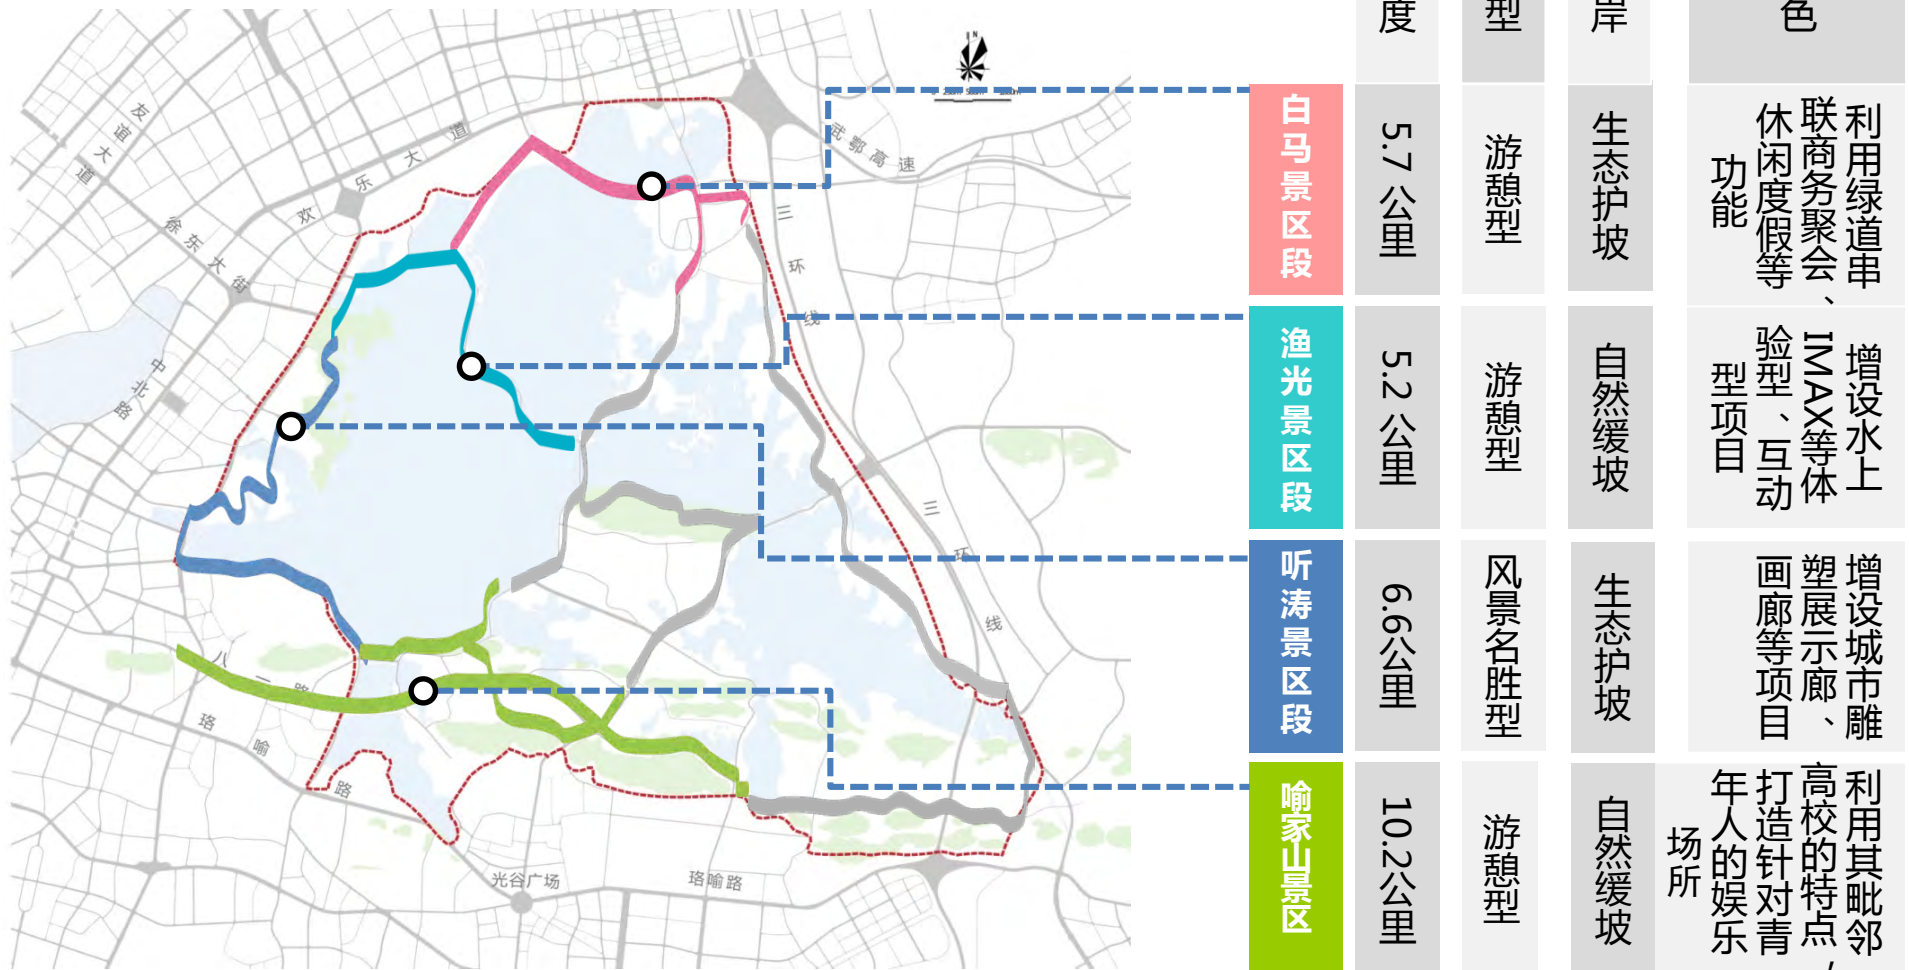 度
型
岸
色
白马景区段
5.7 公里
游憩型
生态护坡
利用绿道串
联商务聚会、
休闲度假等
功能
渔光景区段
5.2 公里
游憩型
自然缓坡
增设水上
IMAX等体
验型、互动
型项目
听涛景区段
6.6公里
风景名胜型
生态护坡
增设城市雕
塑展示廊、
画廊等项目
喻家山景区
10.2公里
游憩型
自然缓坡
利用其毗邻
高校的特点,
打造针对青
年人的娱乐
场所
N
友谊大道
欢乐大道
武鄂高速
徐东大街
三环线
中北路
三环线
八一路
珞喻路
光谷广场
珞喻路